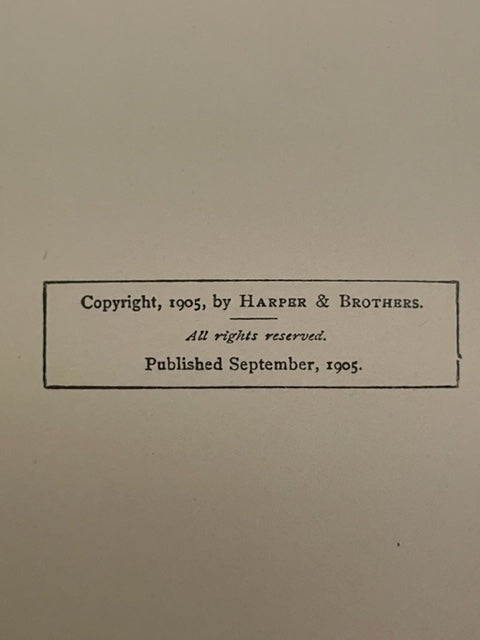 Copyright, 1905, by HARPER & BROTHERS.
All rights reserved.
Published September, 1905.